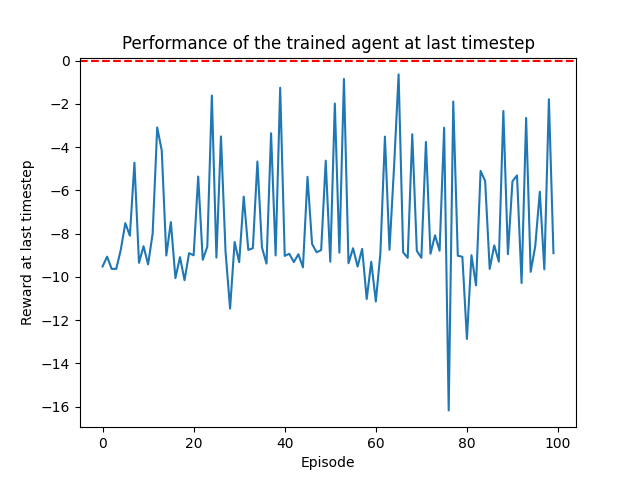 Performance of the trained agent at last timestep
0
−2
−4
−6
−8
−10
−12
−14
−16
Reward at last timestep
0 20 40 60 80 100
Episode